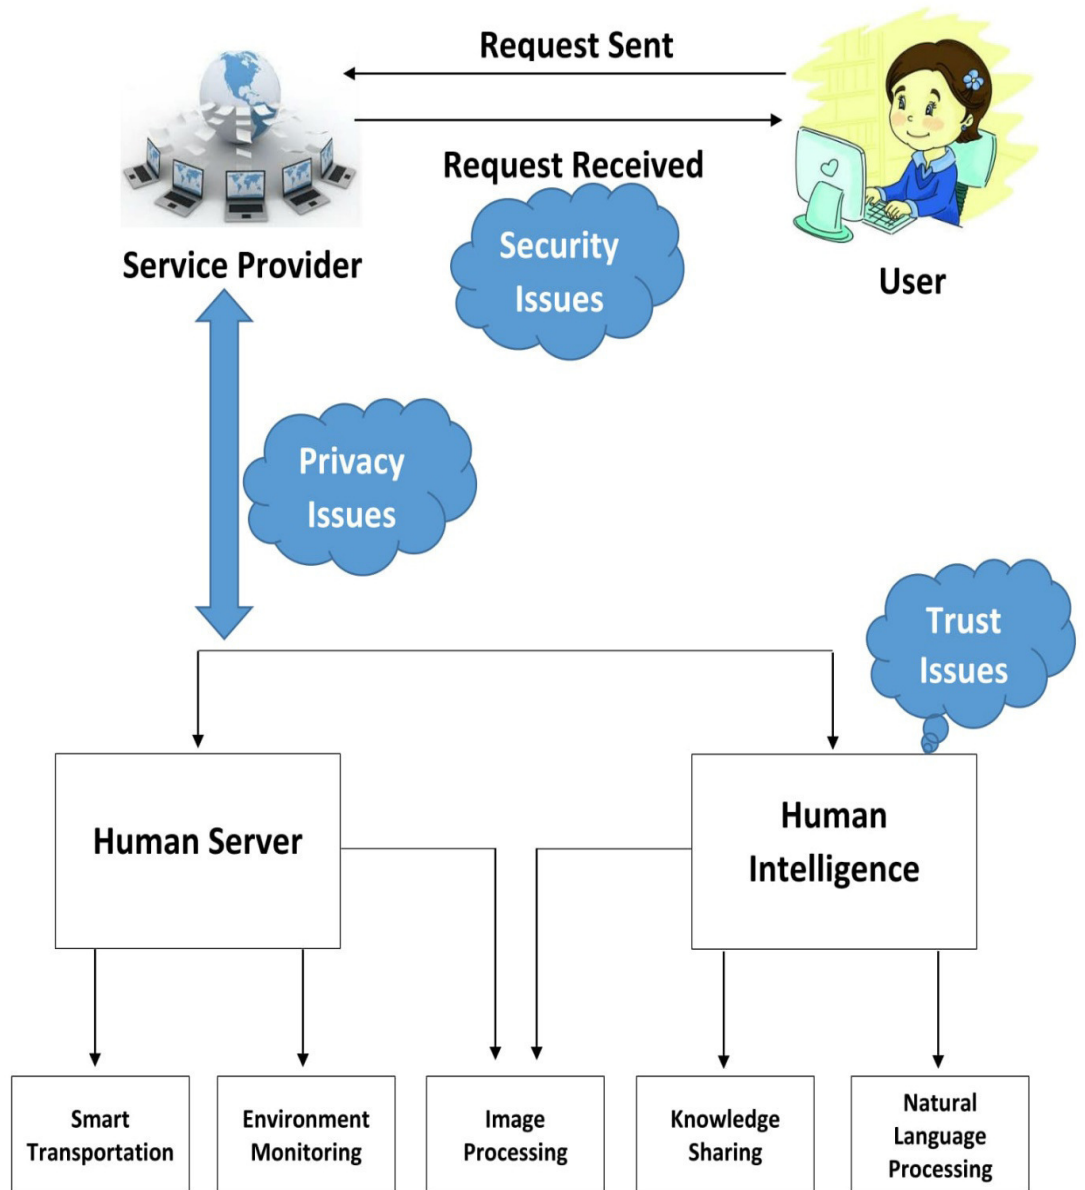 Request Sent
Request Received
Service Provider
User
Security
Issues
Privacy
Issues
Trust
Issues
Human Server
Human
Intelligence
Smart
Transportation
Environment
Monitoring
Image
Processing
Knowledge
Sharing
Natural
Language
Processing